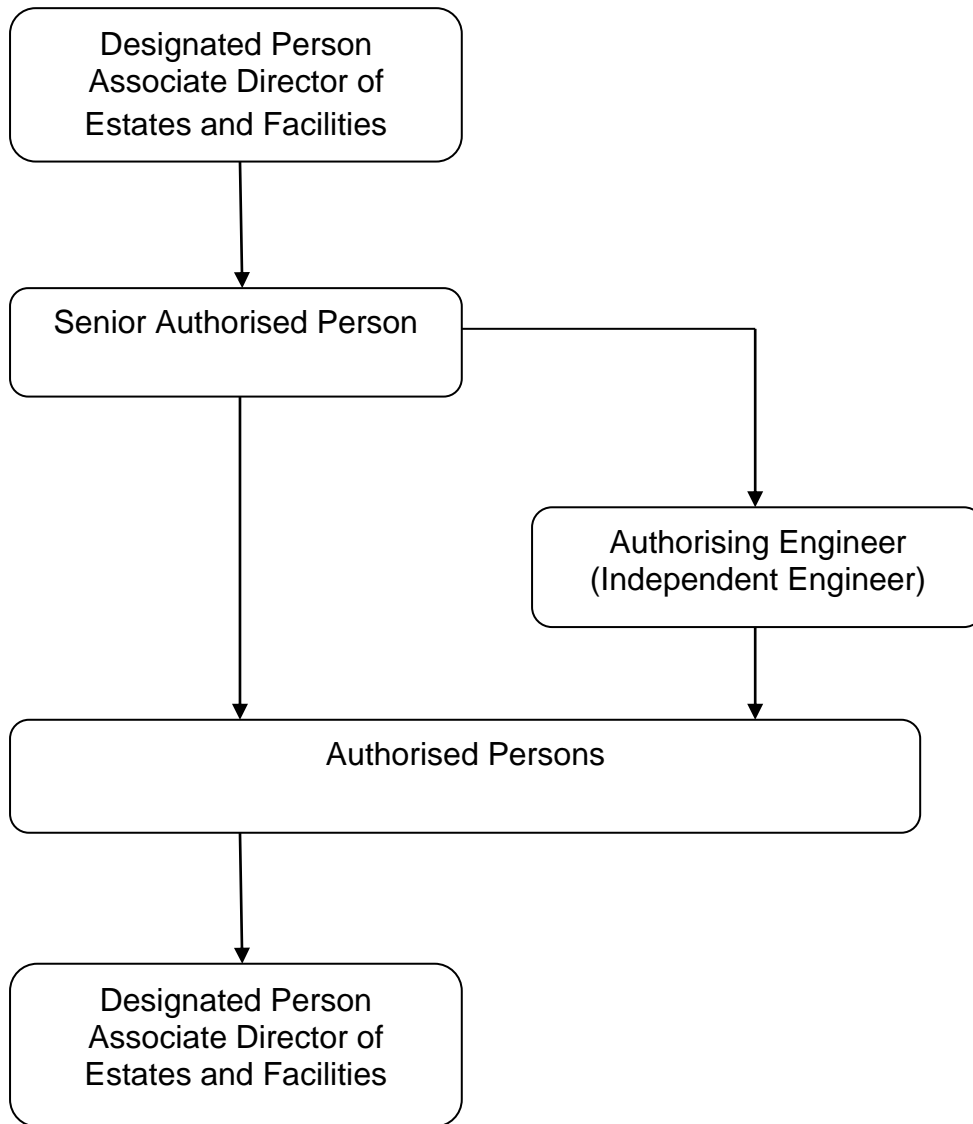 Designated Person
Associate Director of
Estates and Facilities
Senior Authorised Person
Authorising Engineer
(Independent Engineer)
Authorised Persons
Designated Person
Associate Director of
Estates and Facilities